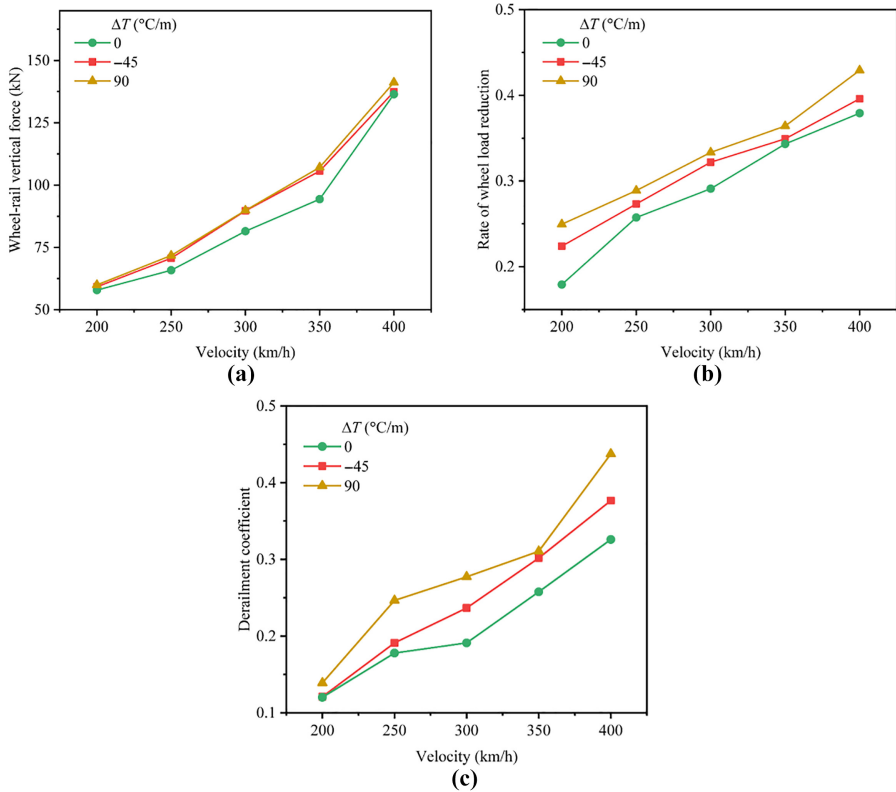 ΔT (°C/m)
0
−45
90
150
125
100
75
50
Wheel-rail vertical force (kN)
200 250 300 350 400
Velocity (km/h)
(a)
ΔT (°C/m)
0
−45
90
0.5
0.4
0.3
0.2
Rate of wheel load reduction
200 250 300 350 400
Velocity (km/h)
(b)
ΔT (°C/m)
0
−45
90
0.5
0.4
0.3
0.2
0.1
Derailment coefficient
200 250 300 350 400
Velocity (km/h)
(c)